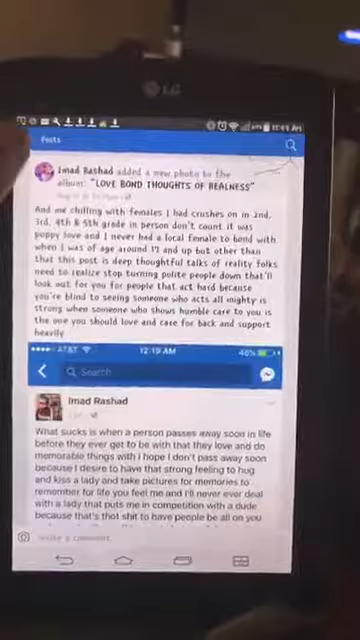 LG
Posts
Imad Rashad added a new photo to the
album: "LOVE BOND THOUGHTS OF REALNESS"
And me chilling with females I had crushes on in 2nd,
3rd, 4th & 5th grade in person don't count it was
puppy love and I never had a local female to bond with
when I was of age around 17 and up but other than
that this post is deep thoughtful talks of reality folks
need to realize stop turning polite people down that'll
look out for you for people that act hard because
you're blind to seeing someone who acts all mighty is
strong when someone who shows humble care to you is
the one you should love and care for back and support
heavily
AT&T 12:19 AM 46%
Search
Imad Rashad
What sucks is when a person passes away soon in life
before they ever get to be with that they love and do
memorable things with i hope I don't pass away soon
because I desire to have that strong feeling to hug
and kiss a lady and take pictures for memories to
remember for life you feel me and I'll never ever deal
with a lady that puts me in competition with a dude
because that's thot shit to have people be all on you
Write a comment...